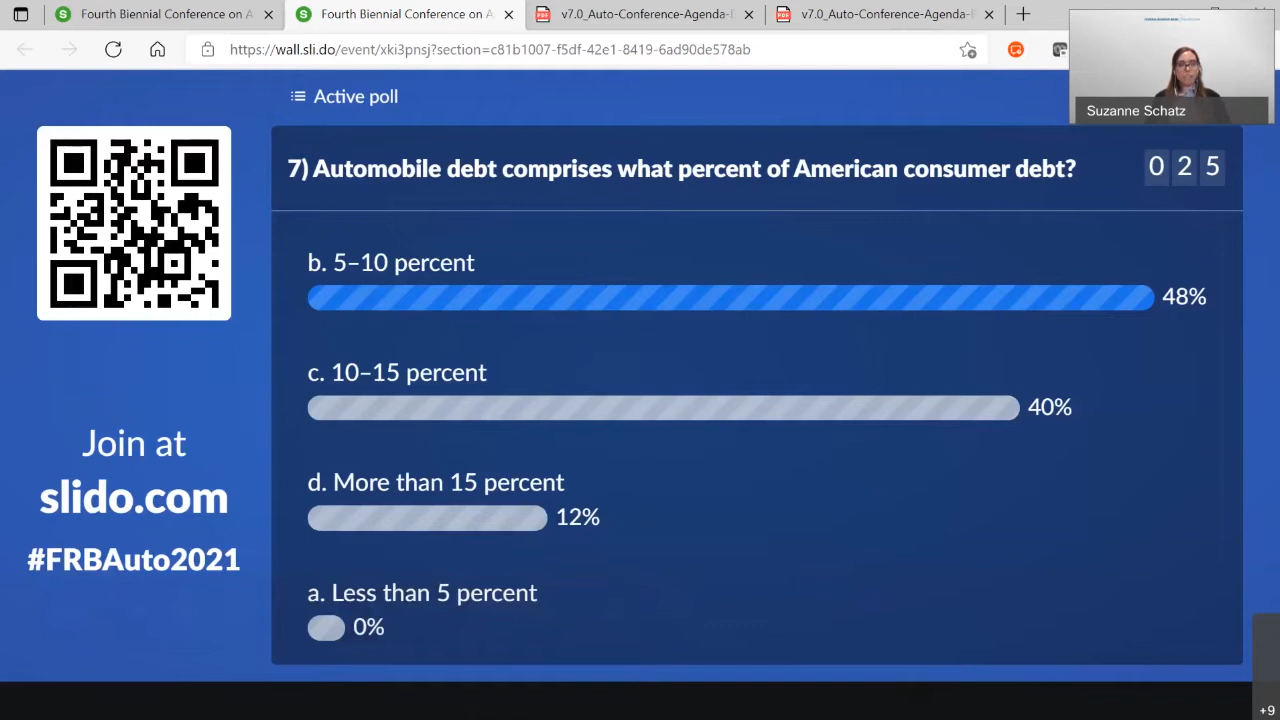 Fourth Biennial Conference on A
Fourth Biennial Conference on A
v7.0_Auto-Conference-Agenda-
v7.0_Auto-Conference-Agenda-
https://wall.sli.do/event/xki3pnsj?section=c81b1007-f5df-42e1-8419-6ad90de578ab
Suzanne Schatz
Active poll
7) Automobile debt comprises what percent of American consumer debt?
0 2 5
b. 5–10 percent
48%
c. 10–15 percent
40%
d. More than 15 percent
12%
a. Less than 5 percent
0%
Join at
slido.com
#FRBAuto2021
+9